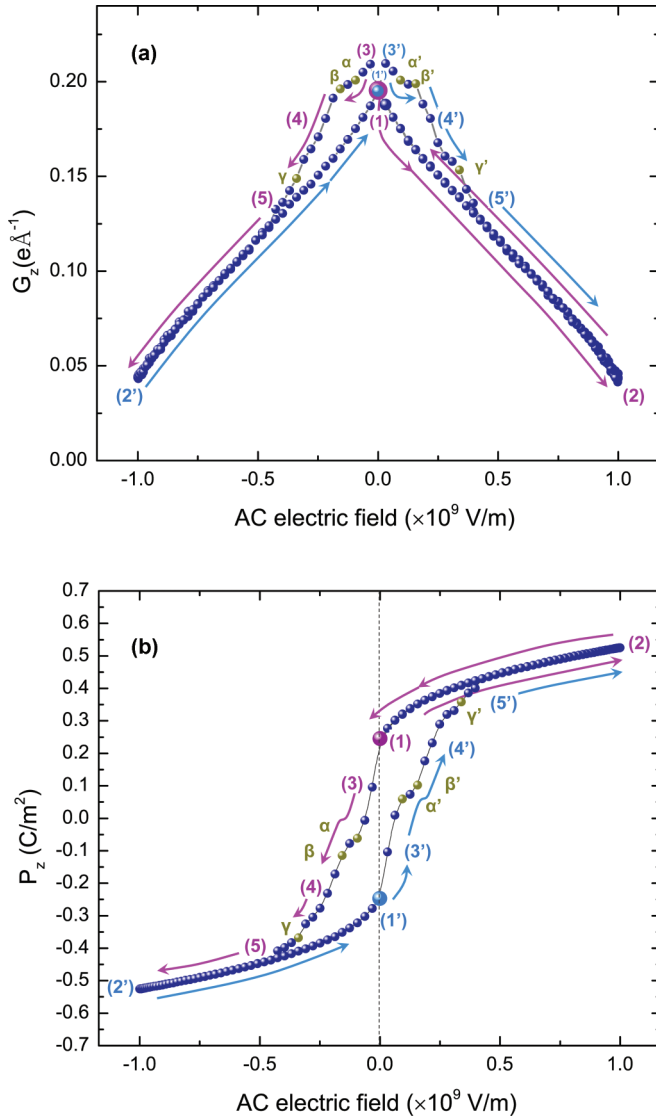 (a)
(3) (3')
α α'
β (1') β'
0.20
(4) (1) (4')
γ γ'
0.15
(5) (5')
G_z(eÅ⁻¹)
0.10
0.05
(2') (2)
0.00
-1.0 -0.5 0.0 0.5 1.0
AC electric field (×10⁹ V/m)
0.7
(b)
0.6
(2)
0.5
0.4
(5')
0.3
γ'
(1)
(4')
0.2
(3)
0.1
β'
α α'
0.0
β
-0.1
(3')
-0.2
(4)
(1')
-0.3
γ
-0.4
(5)
-0.5
(2')
-0.6
-0.7
P_z (C/m²)
-1.0 -0.5 0.0 0.5 1.0
AC electric field (×10⁹ V/m)